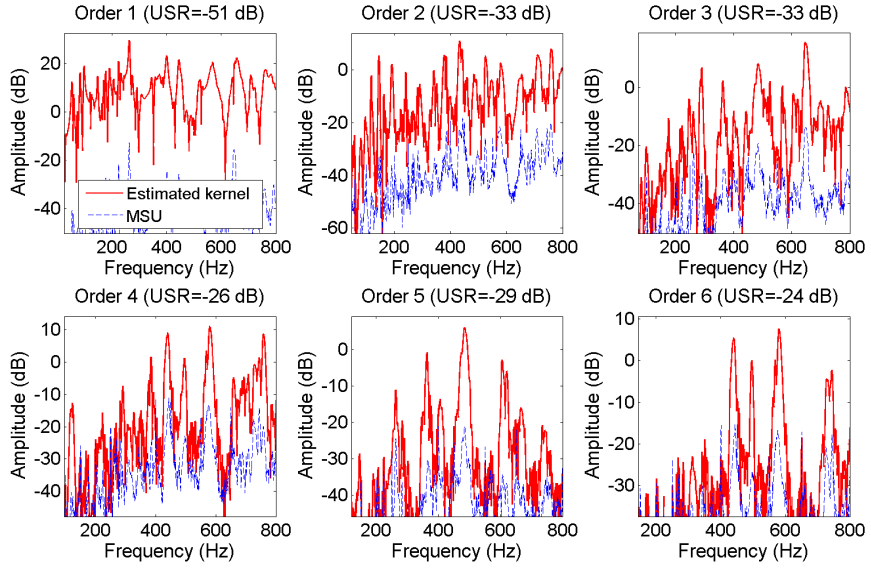 Order 1 (USR=-51 dB)
Order 2 (USR=-33 dB)
Order 3 (USR=-33 dB)
Amplitude (dB)
20
0
-20
-40
Estimated kernel
MSU
200 400 600 800
Frequency (Hz)
Amplitude (dB)
0
-20
-40
-60
200 400 600 800
Frequency (Hz)
Amplitude (dB)
0
-20
-40
200 400 600 800
Frequency (Hz)
Order 4 (USR=-26 dB)
Order 5 (USR=-29 dB)
Order 6 (USR=-24 dB)
Amplitude (dB)
10
0
-10
-20
-30
-40
200 400 600 800
Frequency (Hz)
Amplitude (dB)
0
-10
-20
-30
-40
200 400 600 800
Frequency (Hz)
Amplitude (dB)
10
0
-10
-20
-30
200 400 600 800
Frequency (Hz)